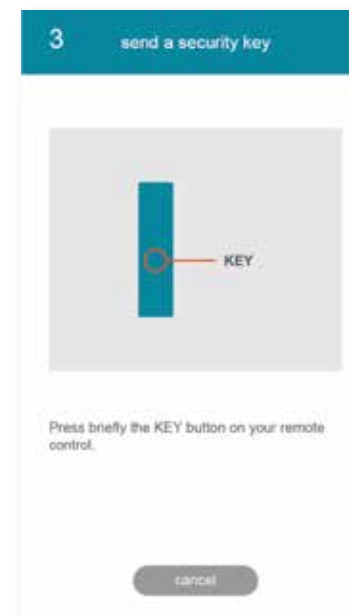 3 send a security key
KEY
Press briefly the KEY button on your remote
control.
cancel